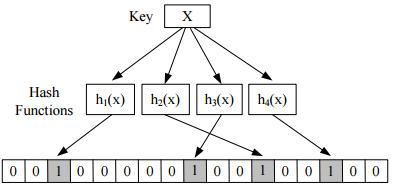 Key X
Hash Functions h₁(x) h₂(x) h₃(x) h₄(x)
0 0 1 0 0 0 0 0 1 0 0 1 0 0 1 0 0